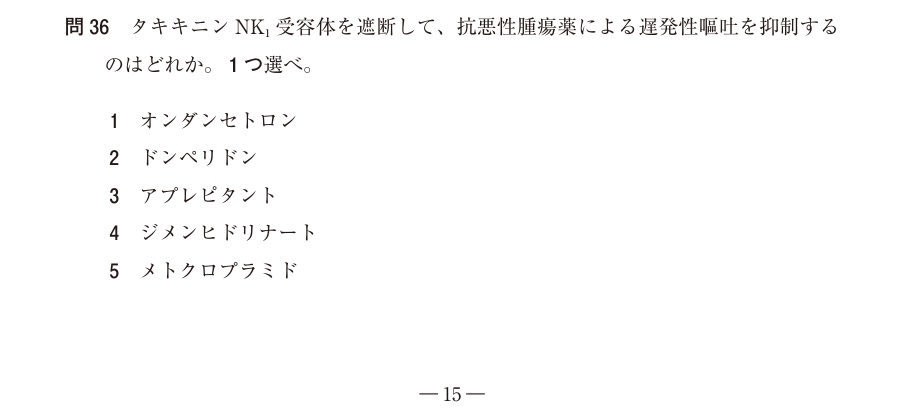 問 36 タキキニン NK₁ 受容体を遮断して、抗悪性腫瘍薬による遅発性嘔吐を抑制する
のはどれか。1つ選べ。
1 オンダンセトロン
2 ドンペリドン
3 アプレピタント
4 ジメンヒドリナート
5 メトクロプラミド
— 15 —